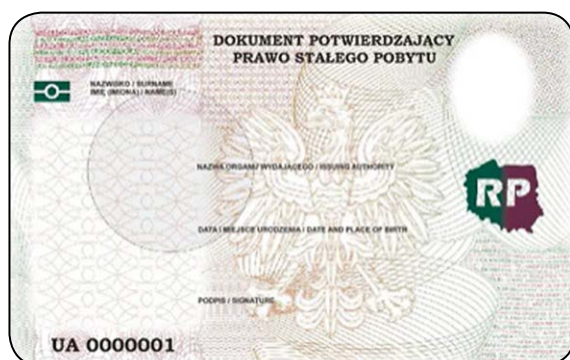 DOKUMENT POTWIERDZAJĄCY
PRAWO STAŁEGO POBYTU
NAZWISKO / SURNAME
IMIĘ (IMIONA) / NAME(S)
NAZWA ORGANU WYDAJĄCEGO / ISSUING AUTHORITY
RP
DATA I MIEJSCE URODZENIA / DATE AND PLACE OF BIRTH
PODPIS / SIGNATURE
UA 0000001